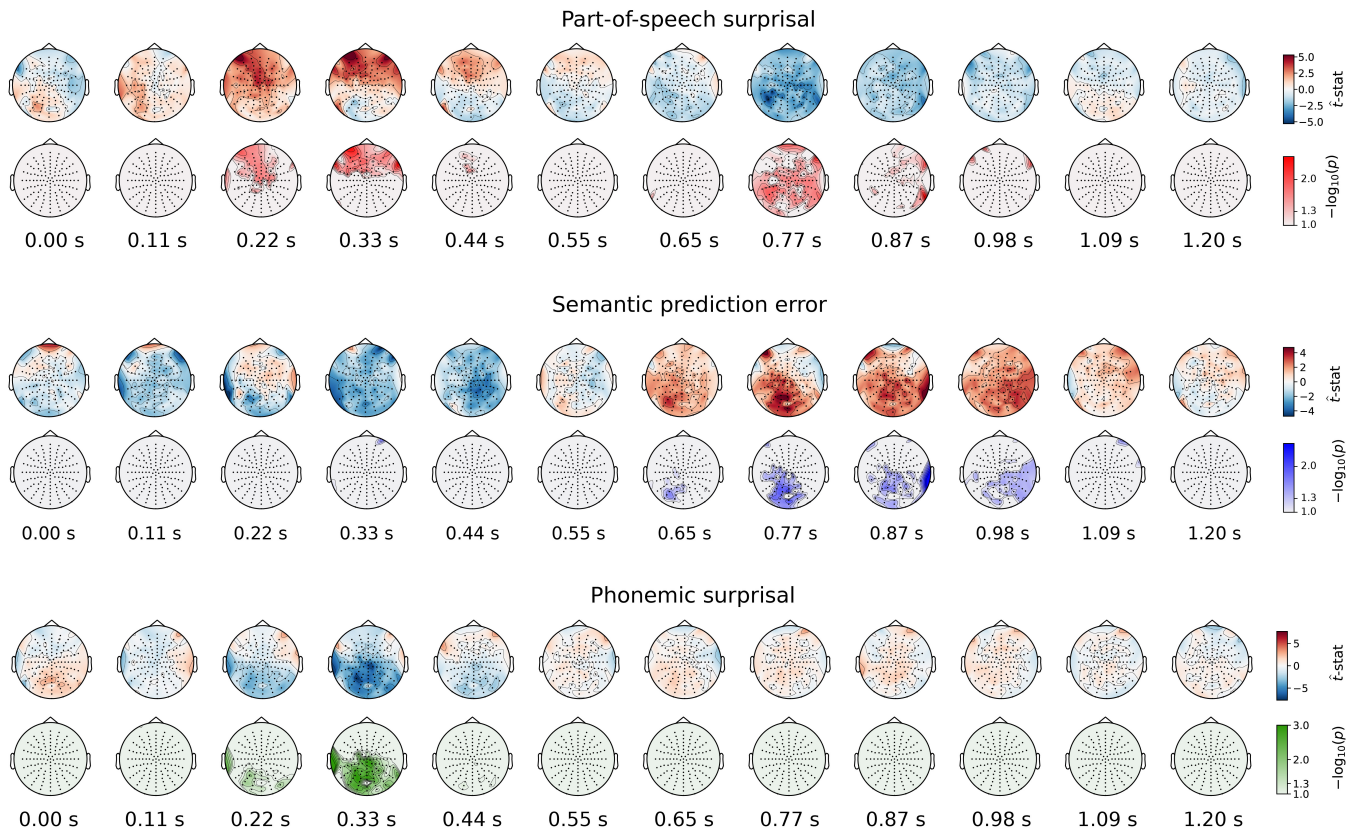 Part-of-speech surprisal
5.0
2.5
0.0
−2.5
−5.0
t̂-stat
2.0
1.3
1.0
−log₁₀(p)
0.00 s 0.11 s 0.22 s 0.33 s 0.44 s 0.55 s 0.65 s 0.77 s 0.87 s 0.98 s 1.09 s 1.20 s
Semantic prediction error
4
2
0
−2
−4
t̂-stat
2.0
1.3
1.0
−log₁₀(p)
0.00 s 0.11 s 0.22 s 0.33 s 0.44 s 0.55 s 0.65 s 0.77 s 0.87 s 0.98 s 1.09 s 1.20 s
Phonemic surprisal
5
0
−5
t̂-stat
3.0
2.0
1.3
1.0
−log₁₀(p)
0.00 s 0.11 s 0.22 s 0.33 s 0.44 s 0.55 s 0.65 s 0.77 s 0.87 s 0.98 s 1.09 s 1.20 s